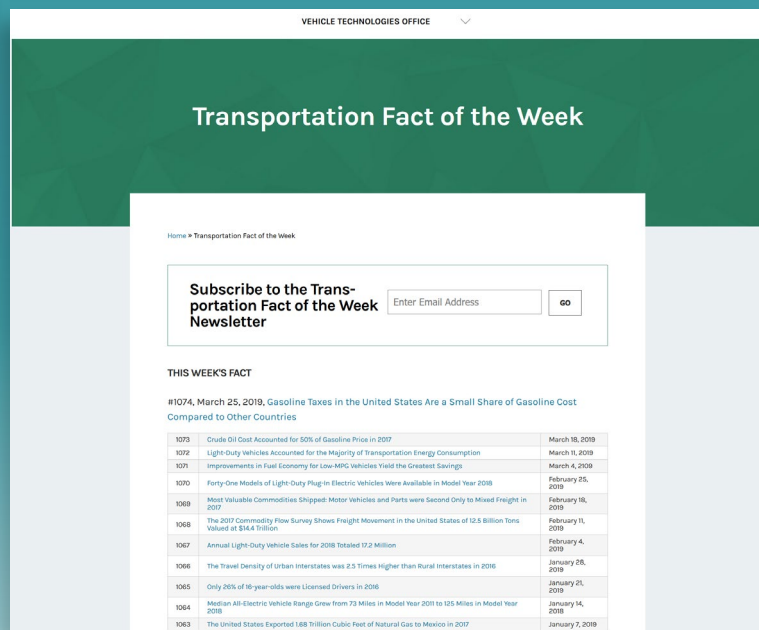 VEHICLE TECHNOLOGIES OFFICE
Transportation Fact of the Week
Home » Transportation Fact of the Week
Subscribe to the Trans-
portation Fact of the Week
Newsletter
Enter Email Address
GO
THIS WEEK'S FACT
#1074, March 25, 2019, Gasoline Taxes in the United States Are a Small Share of Gasoline Cost
Compared to Other Countries
1073 Crude Oil Cost Accounted for 50% of Gasoline Price in 2017 March 18, 2019
1072 Light-Duty Vehicles Accounted for the Majority of Transportation Energy Consumption March 11, 2019
1071 Improvements in Fuel Economy for Low-MPG Vehicles Yield the Greatest Savings March 4, 2109
1070 Forty-One Models of Light-Duty Plug-In Electric Vehicles Were Available in Model Year 2018 February 25,
2019
1069 Most Valuable Commodities Shipped: Motor Vehicles and Parts were Second Only to Mixed Freight in
2017 February 18,
2019
1068 The 2017 Commodity Flow Survey Shows Freight Movement in the United States of 12.5 Billion Tons
Valued at $14.4 Trillion February 11,
2019
1067 Annual Light-Duty Vehicle Sales for 2018 Totaled 17.2 Million February 4,
2019
1066 The Travel Density of Urban Interstates was 2.5 Times Higher than Rural Interstates in 2016 January 28,
2019
1065 Only 26% of 16-year-olds were Licensed Drivers in 2016 January 21,
2019
1064 Median All-Electric Vehicle Range Grew from 73 Miles in Model Year 2011 to 125 Miles in Model Year
2018 January 14,
2018
1063 The United States Exported 1.68 Trillion Cubic Feet of Natural Gas to Mexico in 2017 January 7, 2019